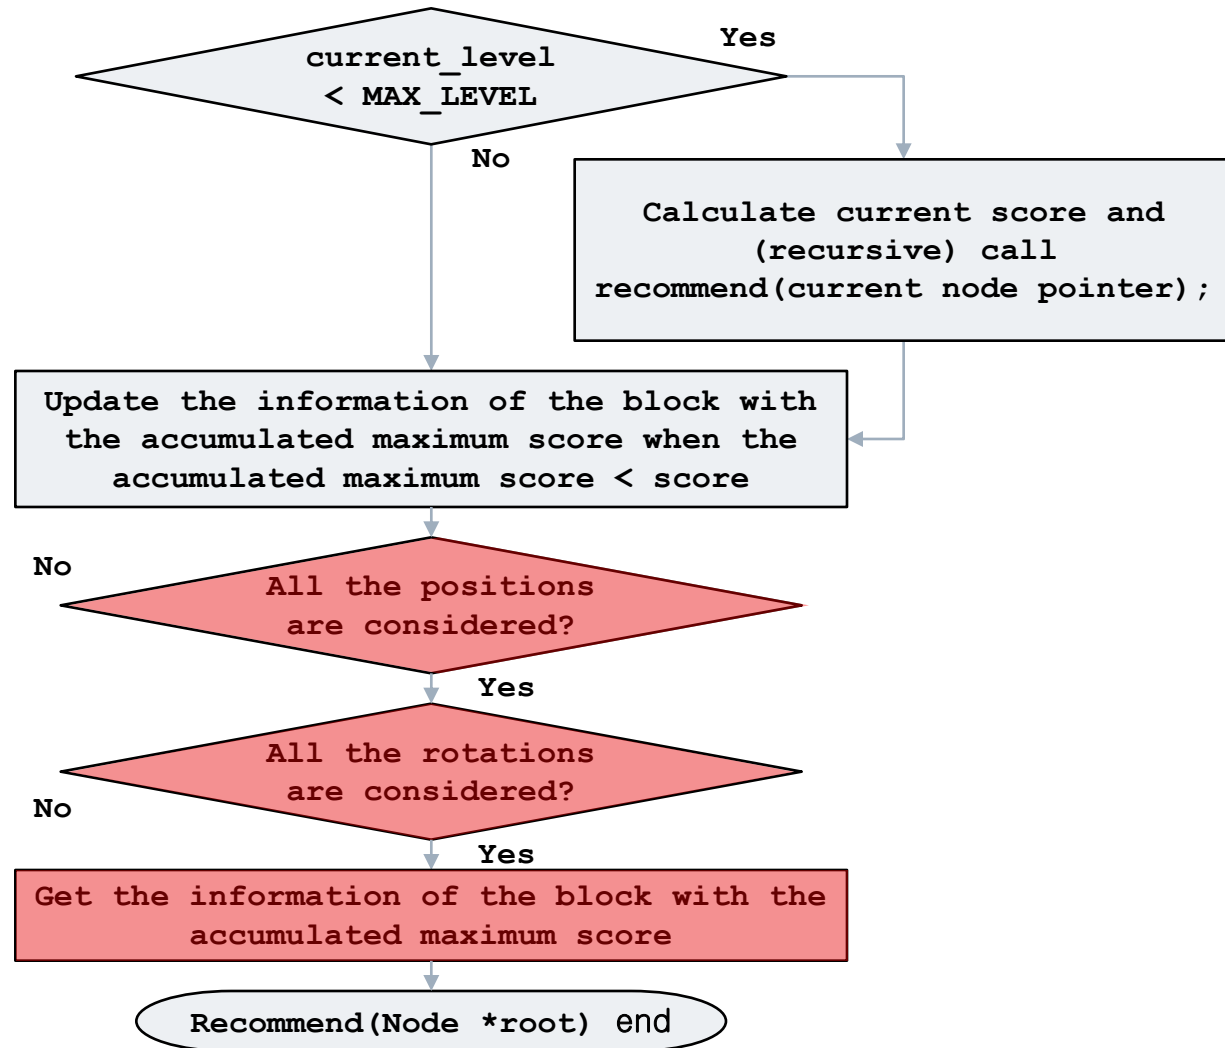 current_level
< MAX_LEVEL
Yes
No
Calculate current score and
(recursive) call
recommend(current node pointer);
Update the information of the block with
the accumulated maximum score when the
accumulated maximum score < score
No
All the positions
are considered?
Yes
All the rotations
are considered?
No
Yes
Get the information of the block with the
accumulated maximum score
Recommend(Node *root) end